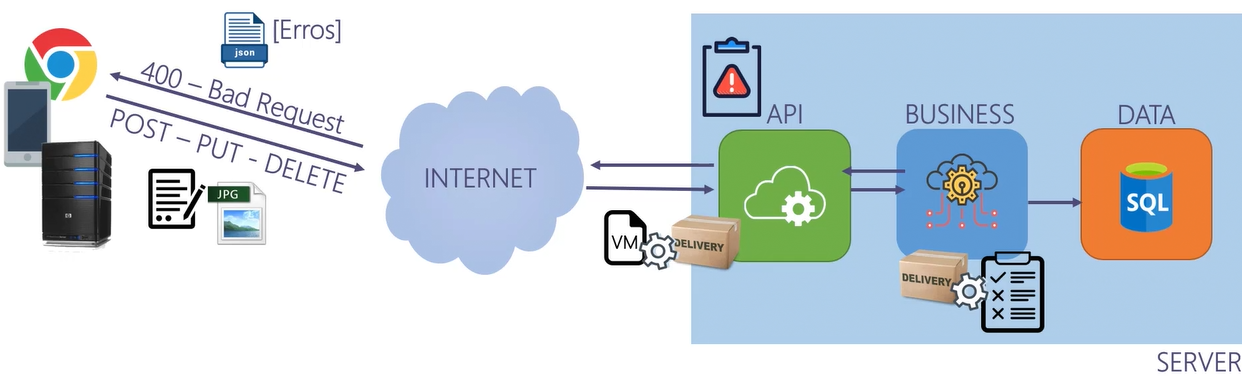 [Erros]
json
400 – Bad Request
POST – PUT - DELETE
JPG
INTERNET
VM
DELIVERY
API
BUSINESS
DATA
SQL
DELIVERY
SERVER